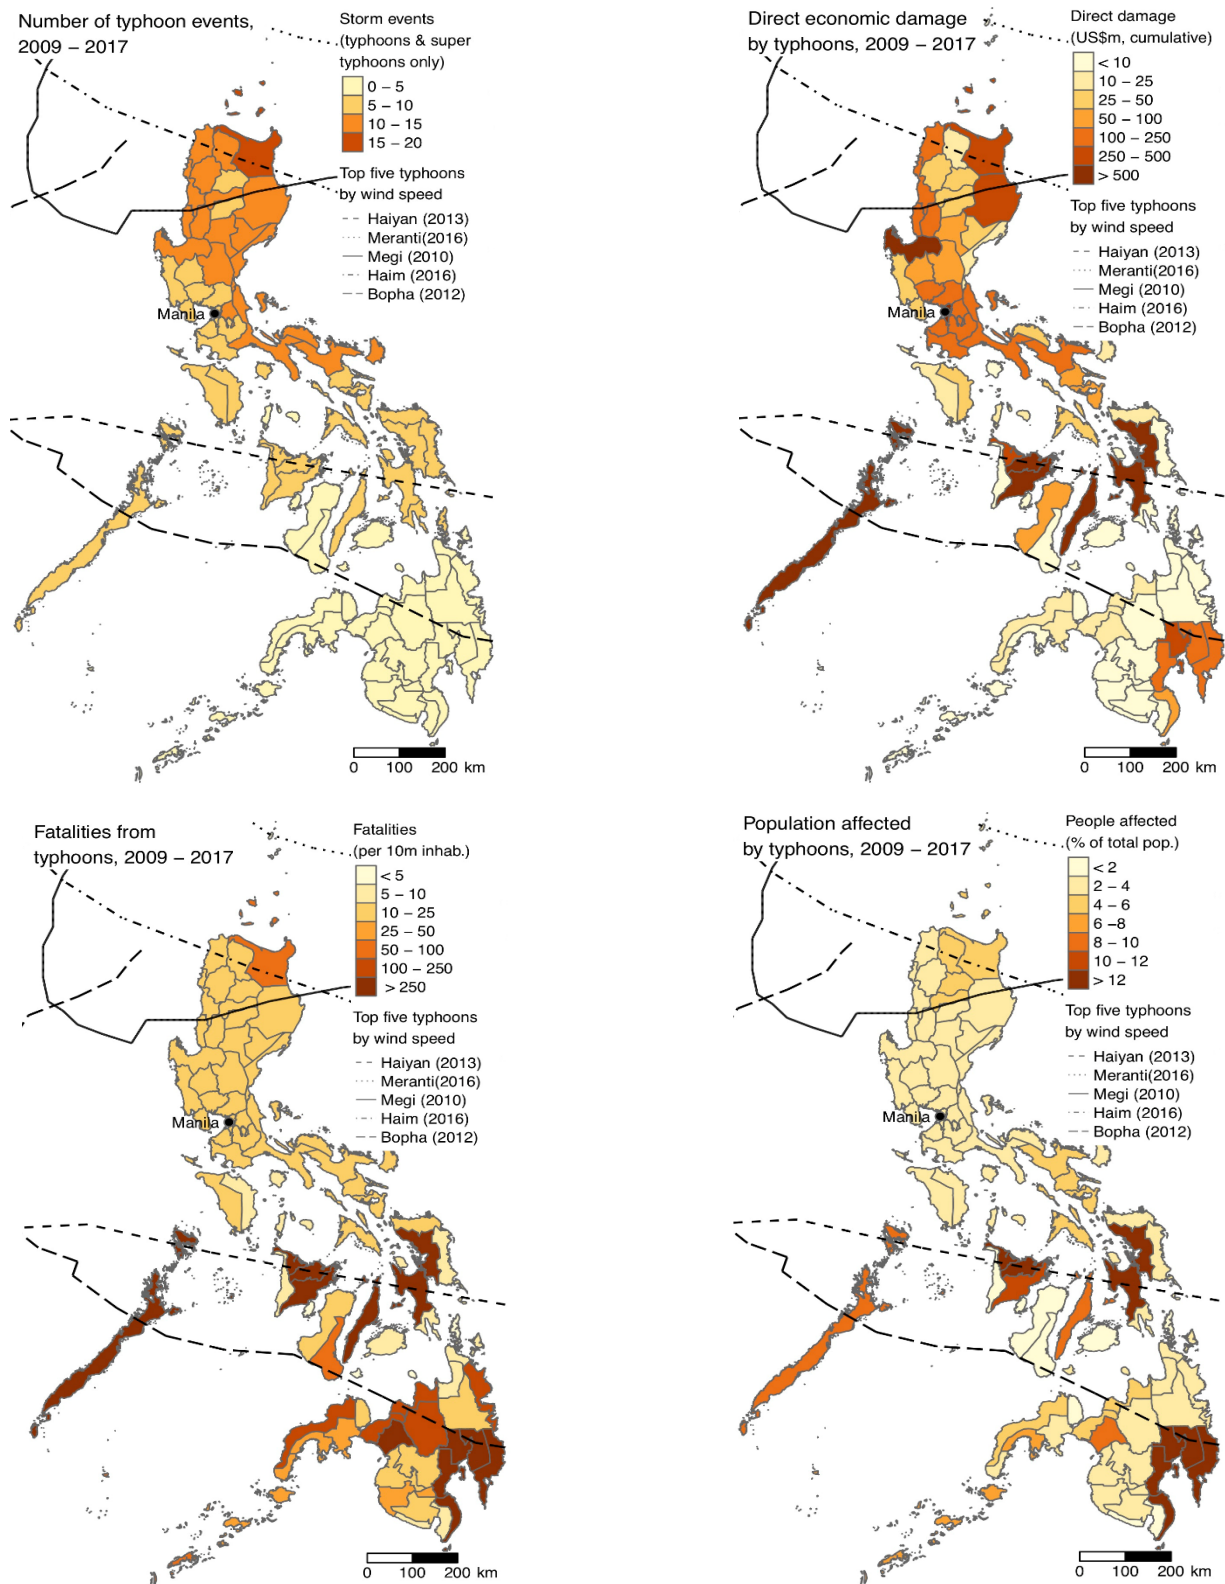 Number of typhoon events,
2009 – 2017
Storm events
(typhoons & super
typhoons only)
0 – 5
5 – 10
10 – 15
15 – 20
Top five typhoons
by wind speed
Haiyan (2013)
Meranti(2016)
Megi (2010)
Haim (2016)
Bopha (2012)
Manila
0 100 200 km
Direct economic damage
by typhoons, 2009 – 2017
Direct damage
(US$m, cumulative)
< 10
10 – 25
25 – 50
50 – 100
100 – 250
250 – 500
> 500
Top five typhoons
by wind speed
Haiyan (2013)
Meranti(2016)
Megi (2010)
Haim (2016)
Bopha (2012)
Manila
0 100 200 km
Fatalities from
typhoons, 2009 – 2017
Fatalities
(per 10m inhab.)
< 5
5 – 10
10 – 25
25 – 50
50 – 100
100 – 250
> 250
Top five typhoons
by wind speed
Haiyan (2013)
Meranti(2016)
Megi (2010)
Haim (2016)
Bopha (2012)
Manila
0 100 200 km
Population affected
by typhoons, 2009 – 2017
People affected
(% of total pop.)
< 2
2 – 4
4 – 6
6 –8
8 – 10
10 – 12
> 12
Top five typhoons
by wind speed
Haiyan (2013)
Meranti(2016)
Megi (2010)
Haim (2016)
Bopha (2012)
Manila
0 100 200 km